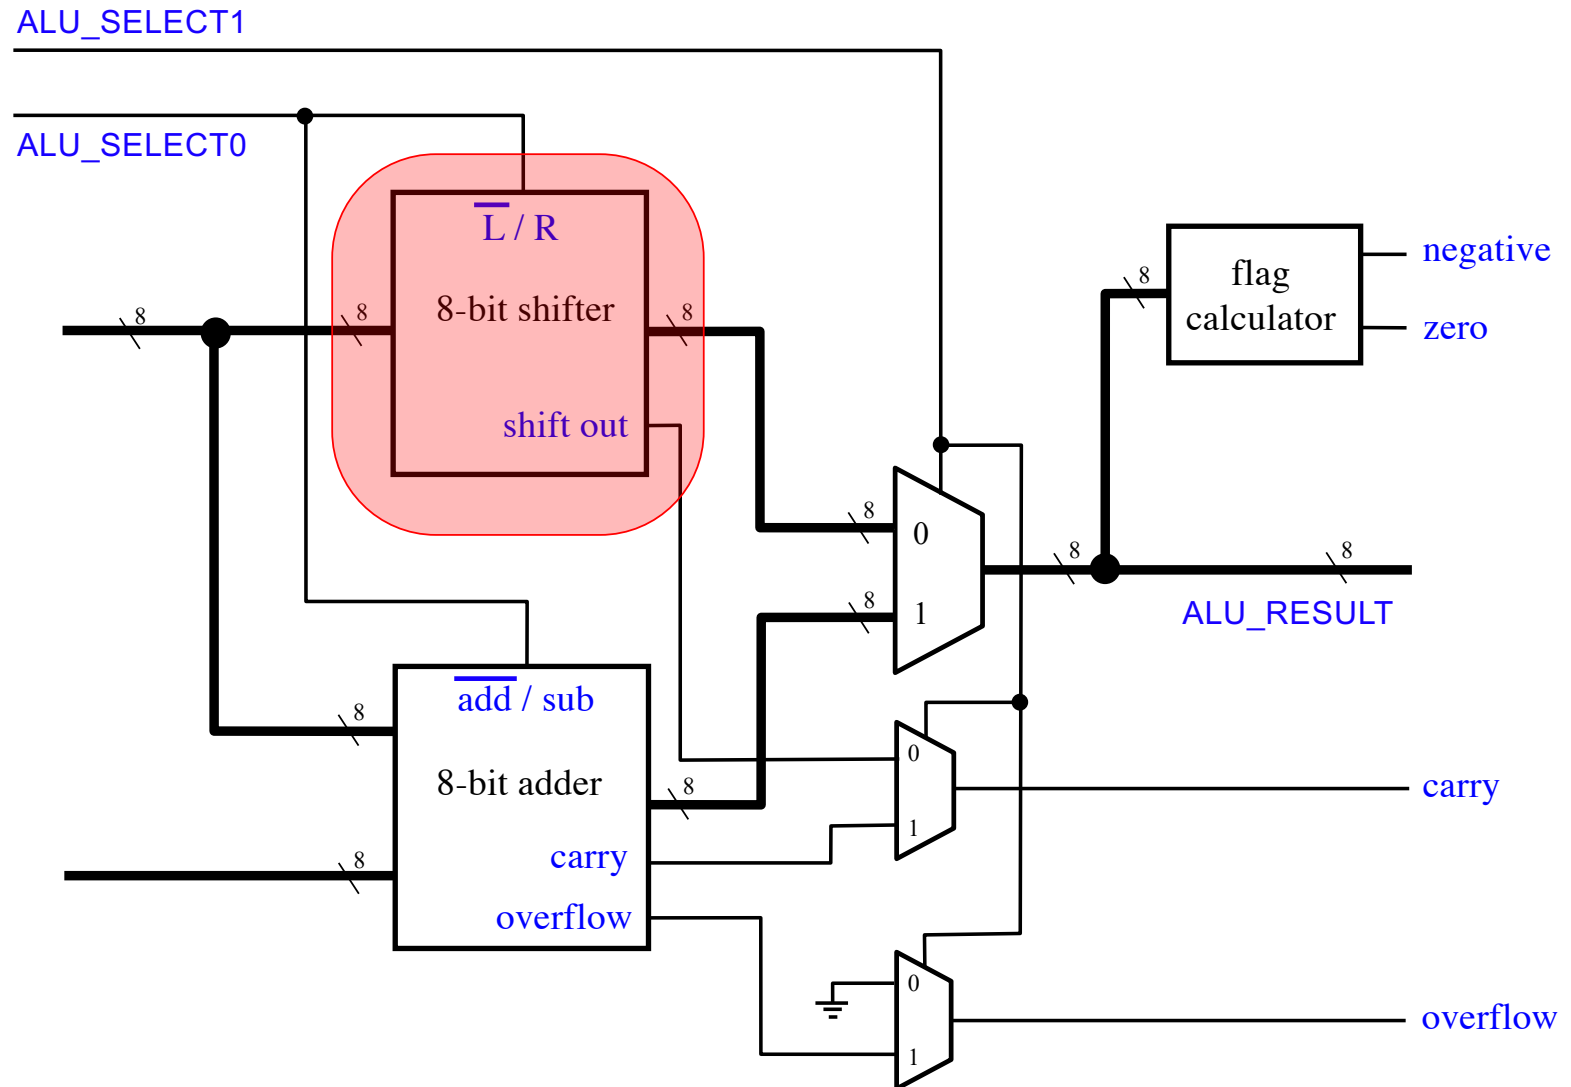 ALU_SELECT1
ALU_SELECT0
L / R
8-bit shifter
shift out
8
8
8
8
8
8
8
8
8
8
8
flag
calculator
negative
zero
0
1
ALU_RESULT
add / sub
8-bit adder
carry
overflow
0
1
carry
0
1
overflow